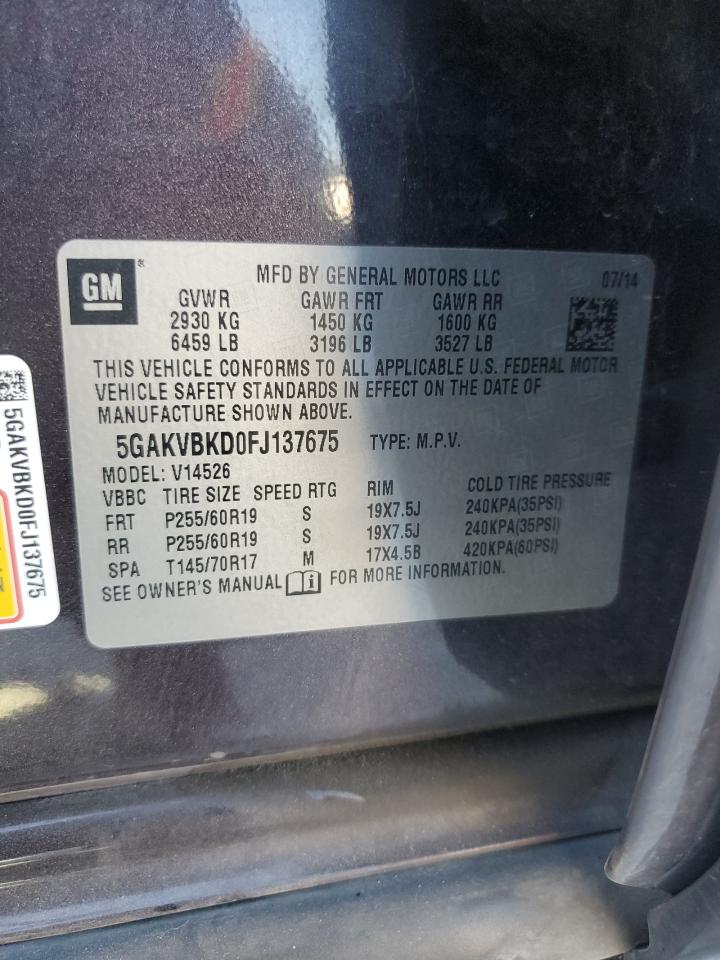 GM
MFD BY GENERAL MOTORS LLC 07/14
GVWR GAWR FRT GAWR RR
2930 KG 1450 KG 1600 KG
6459 LB 3196 LB 3527 LB
THIS VEHICLE CONFORMS TO ALL APPLICABLE U.S. FEDERAL MOTOR
VEHICLE SAFETY STANDARDS IN EFFECT ON THE DATE OF
MANUFACTURE SHOWN ABOVE.
5GAKVBKD0FJ137675 TYPE: M.P.V.
MODEL: V14526
VBBC TIRE SIZE SPEED RTG RIM COLD TIRE PRESSURE
FRT P255/60R19 S 19X7.5J 240KPA(35PSI)
RR P255/60R19 S 19X7.5J 240KPA(35PSI)
SPA T145/70R17 M 17X4.5B 420KPA(60PSI)
SEE OWNER'S MANUAL FOR MORE INFORMATION.
5GAKVBKD0FJ137675